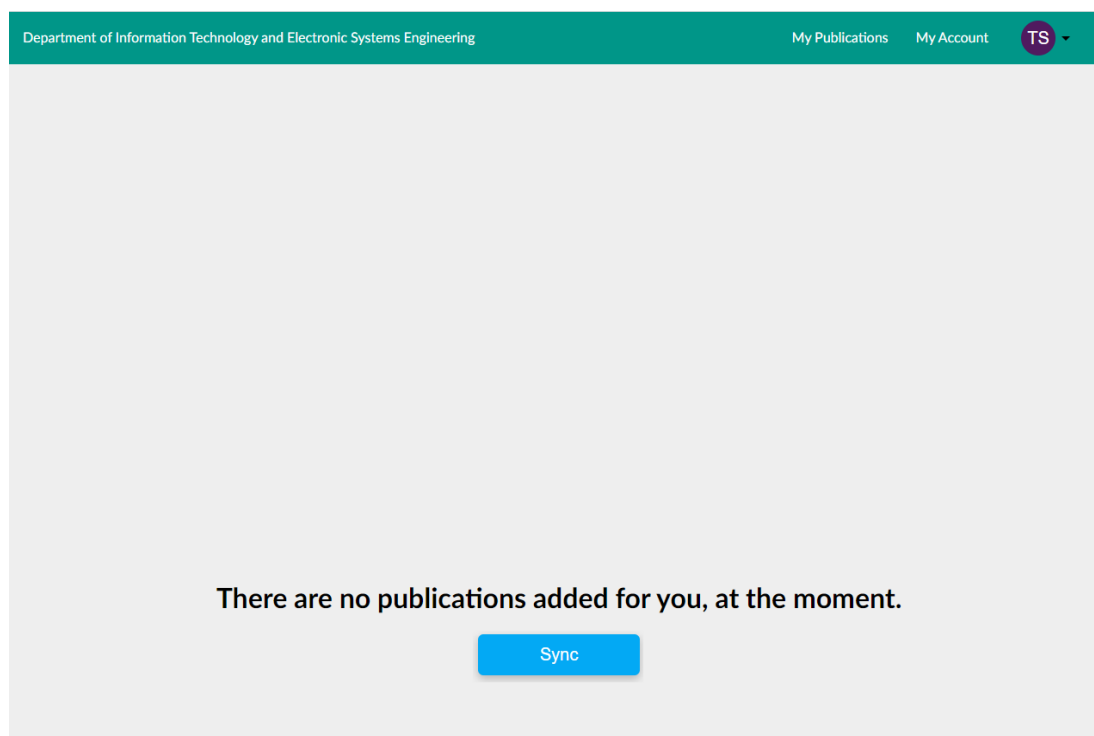 Department of Information Technology and Electronic Systems Engineering
My Publications
My Account
TS
There are no publications added for you, at the moment.
Sync